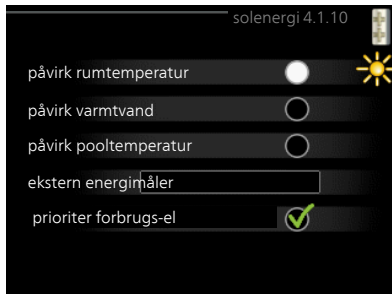 solenergi 4.1.10
påvirk rumtemperatur
påvirk varmtvand
påvirk pooltemperatur
ekstern energimåler
prioriter forbrugs-el